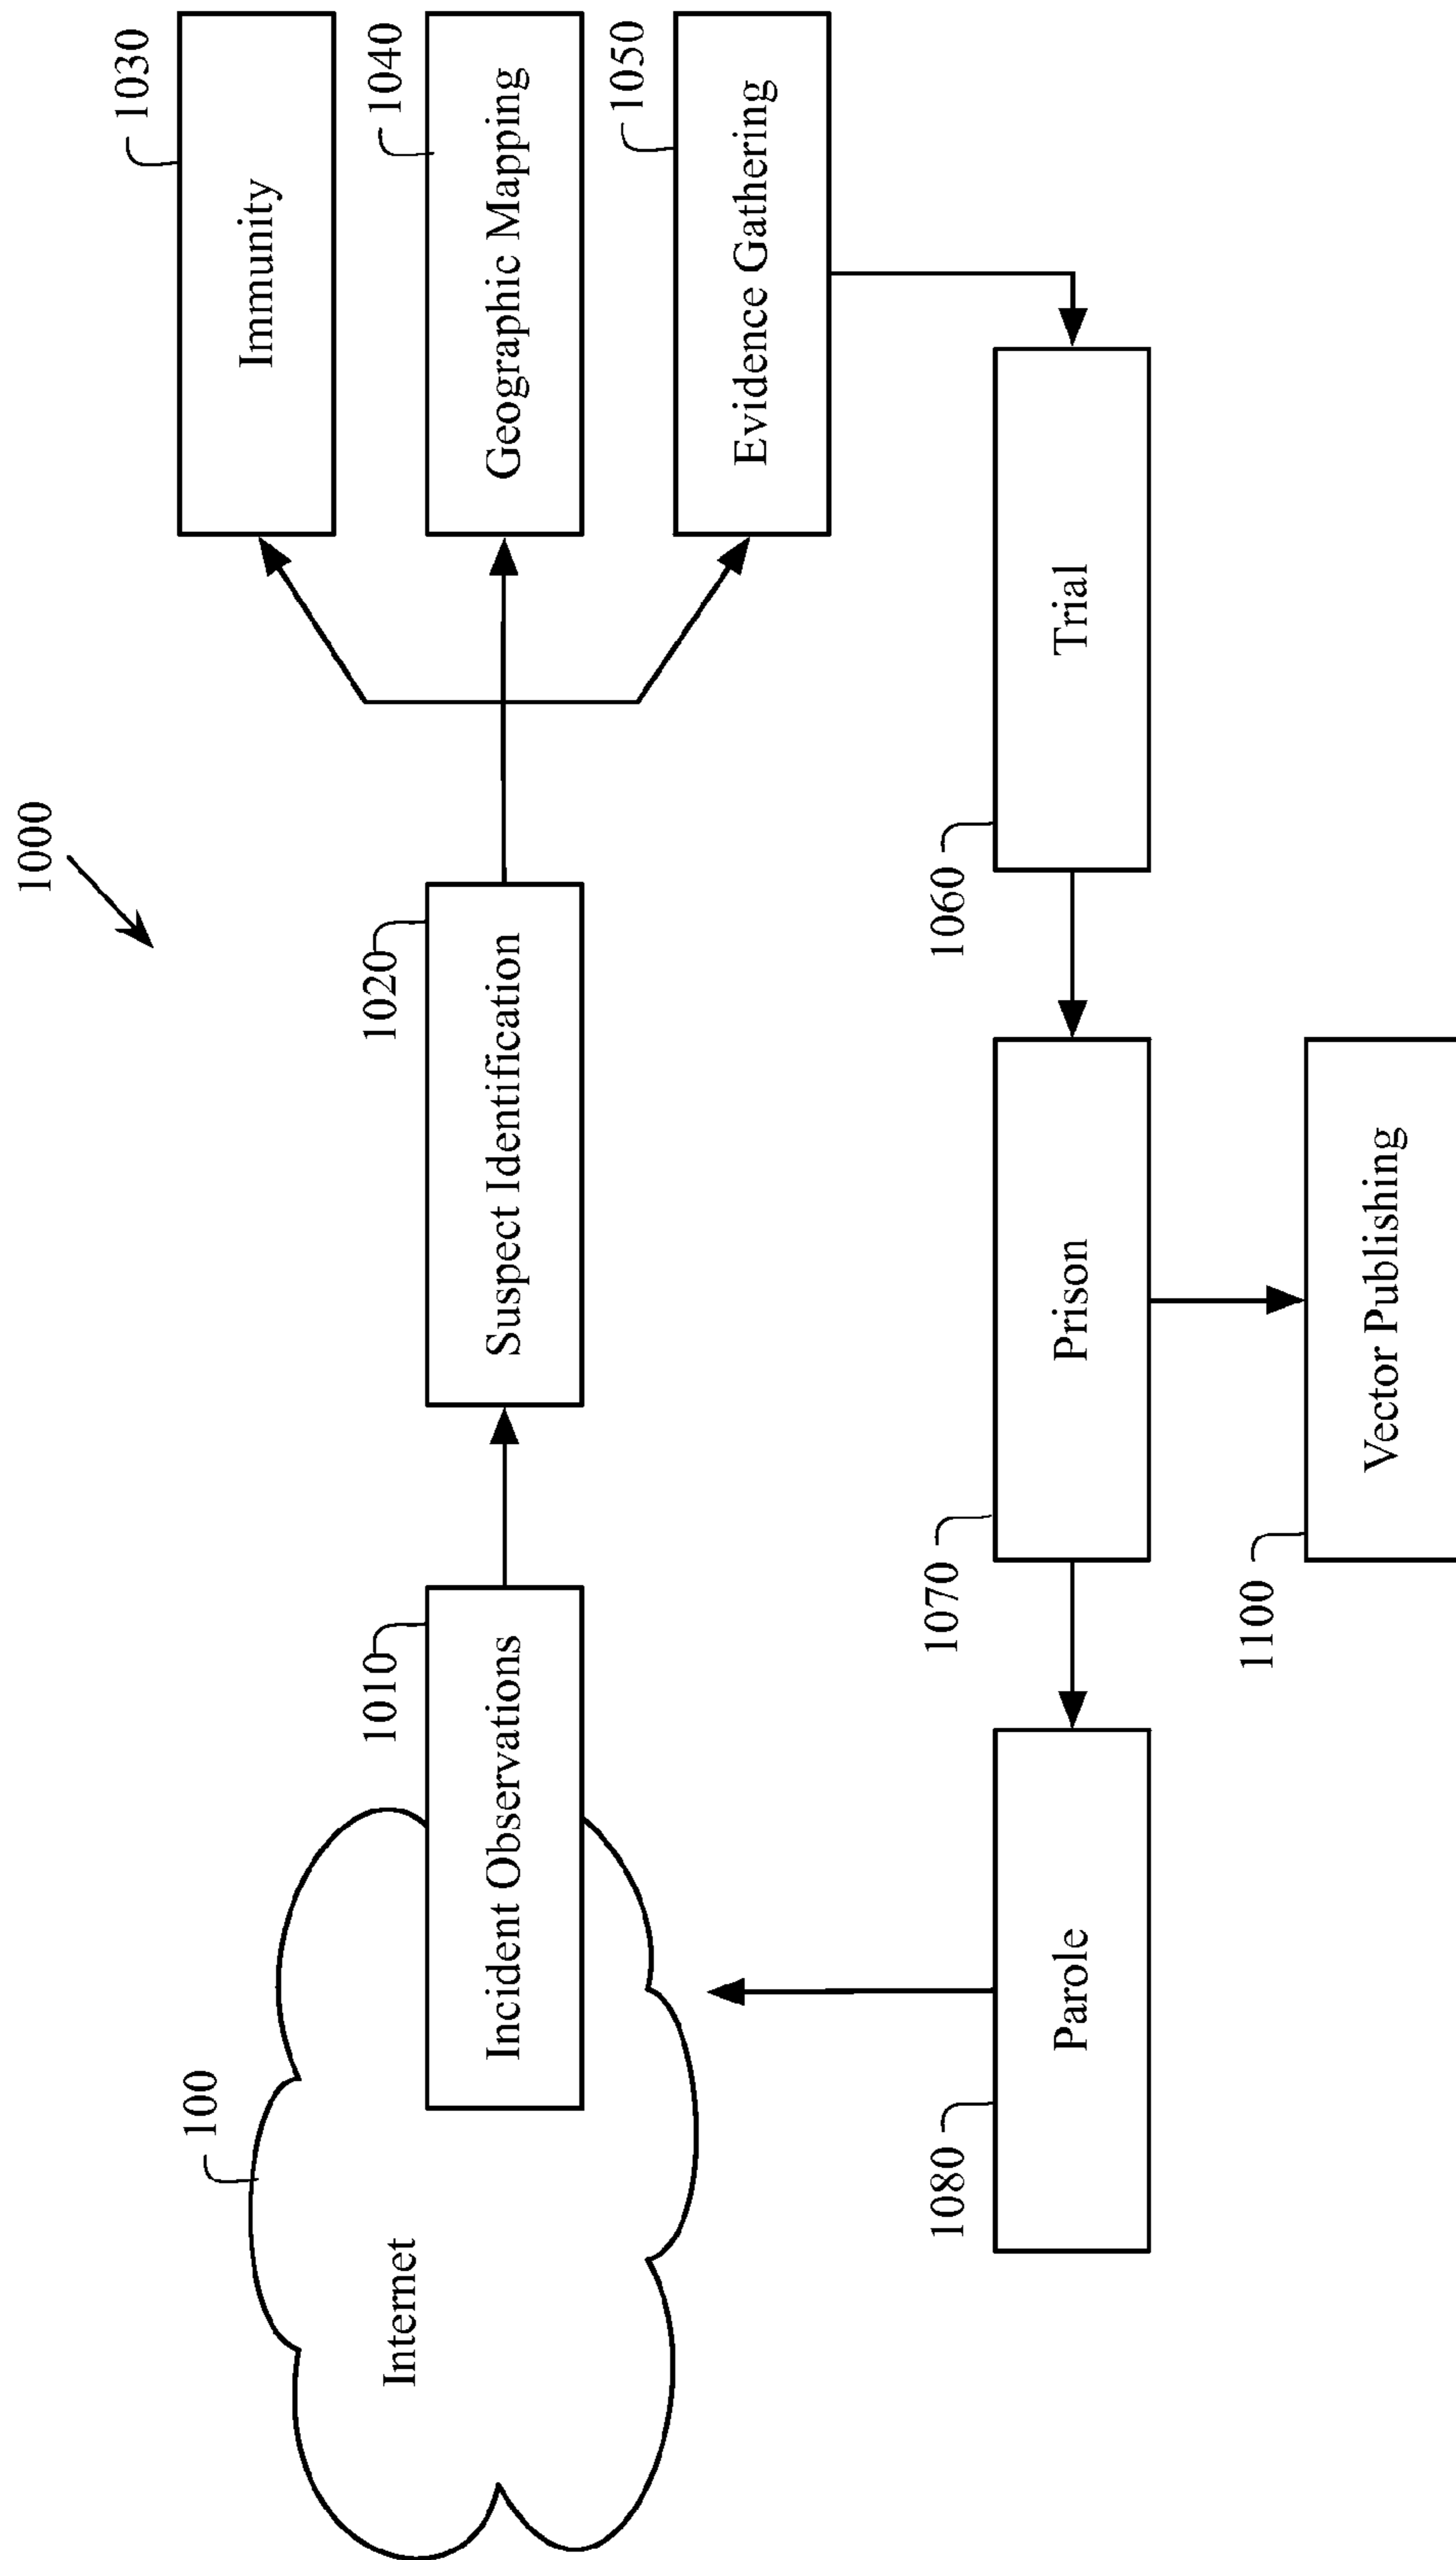 1000
100
Internet
1010
Incident Observations
1020
Suspect Identification
1030
Immunity
1040
Geographic Mapping
1050
Evidence Gathering
1060
Trial
1070
Prison
1080
Parole
1100
Vector Publishing